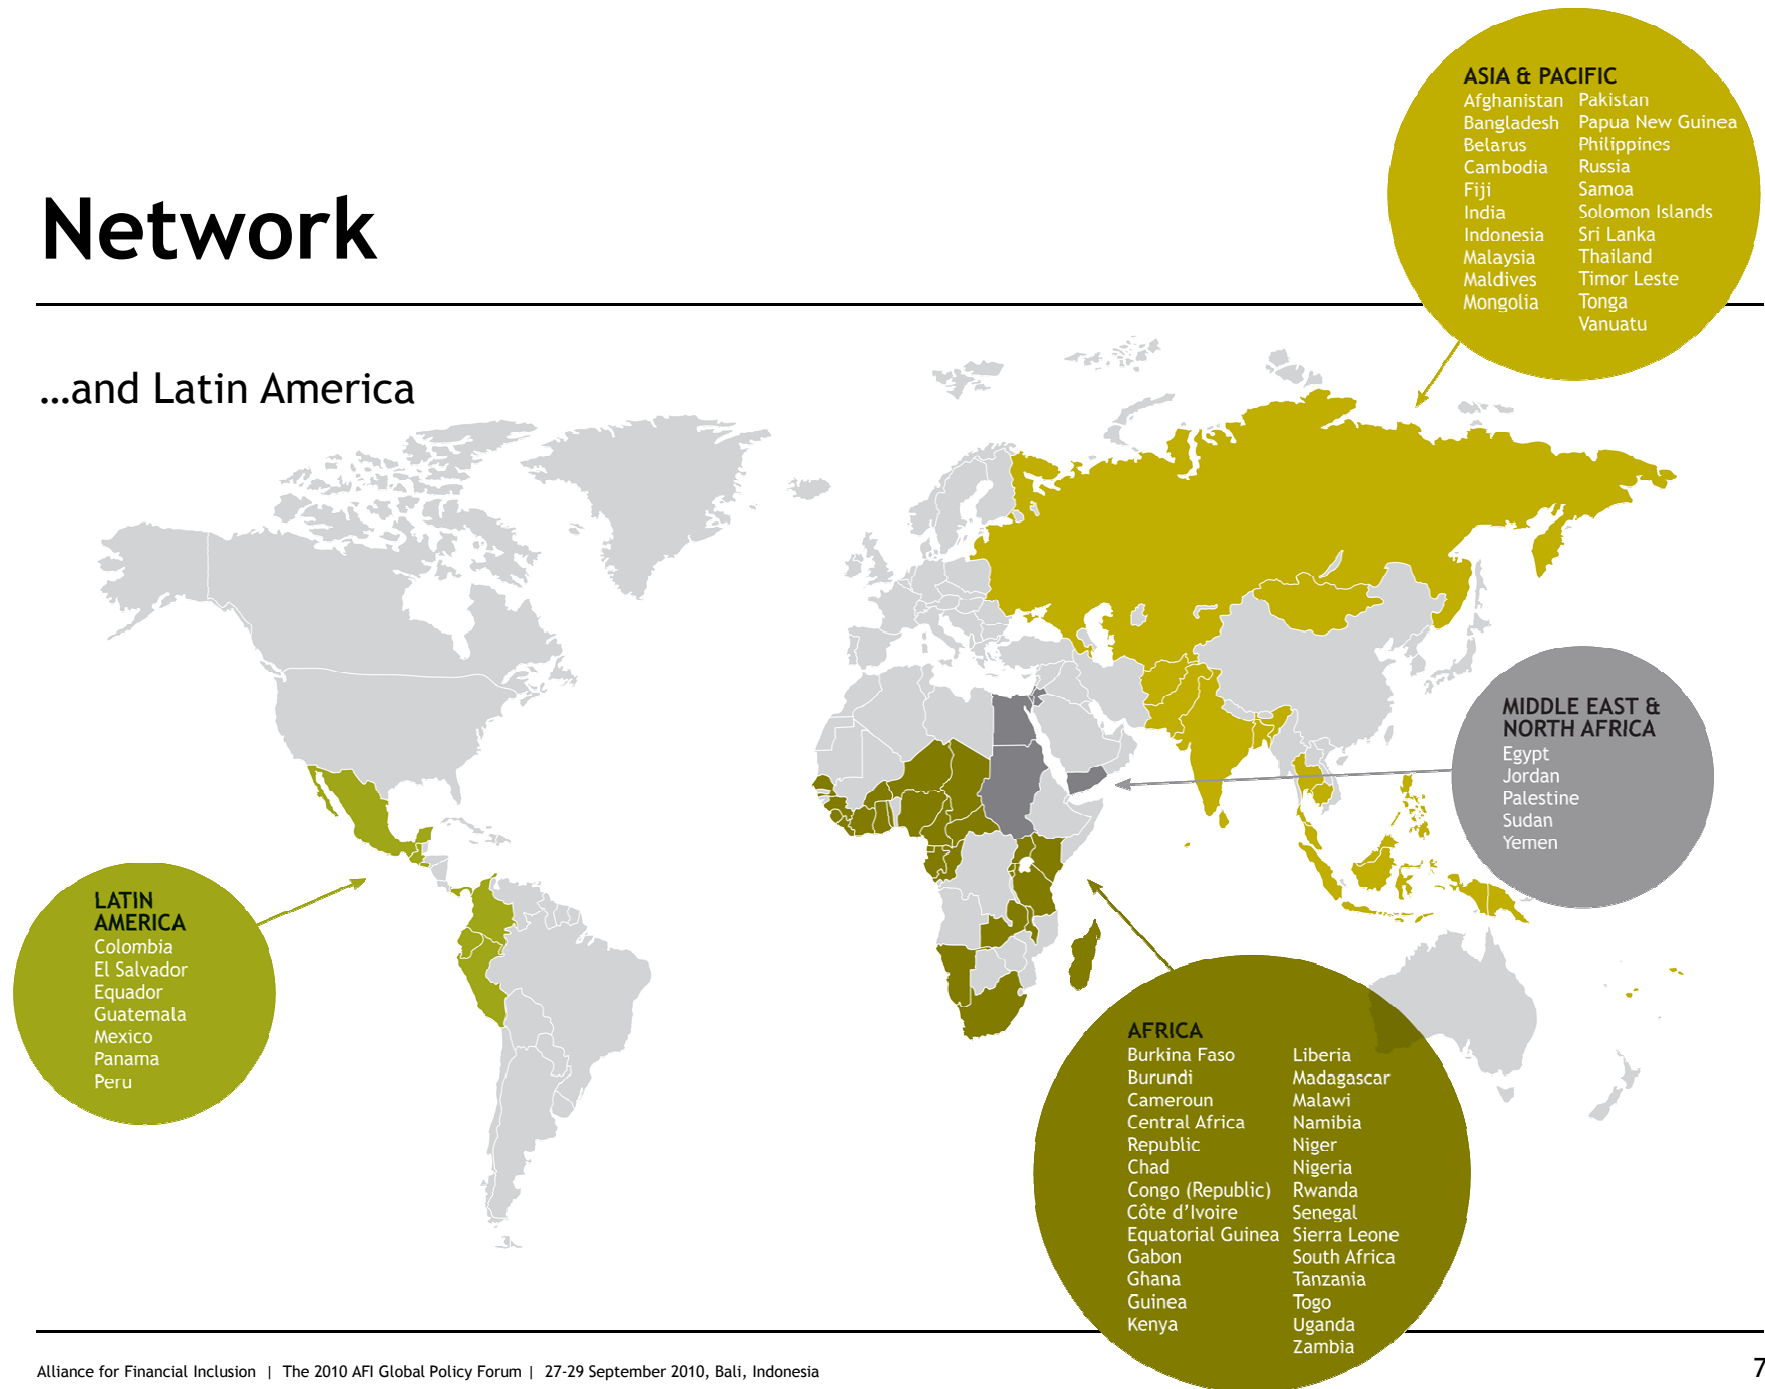 Network
…and Latin America
ASIA & PACIFIC
Afghanistan
Bangladesh
Belarus
Cambodia
Fiji
India
Indonesia
Malaysia
Maldives
Mongolia
Pakistan
Papua New Guinea
Philippines
Russia
Samoa
Solomon Islands
Sri Lanka
Thailand
Timor Leste
Tonga
Vanuatu
MIDDLE EAST &
NORTH AFRICA
Egypt
Jordan
Palestine
Sudan
Yemen
LATIN
AMERICA
Colombia
El Salvador
Equador
Guatemala
Mexico
Panama
Peru
AFRICA
Burkina Faso
Burundi
Cameroun
Central Africa
Republic
Chad
Congo (Republic)
Côte d’Ivoire
Equatorial Guinea
Gabon
Ghana
Guinea
Kenya
Liberia
Madagascar
Malawi
Namibia
Niger
Nigeria
Rwanda
Senegal
Sierra Leone
South Africa
Tanzania
Togo
Uganda
Zambia
Alliance for Financial Inclusion | The 2010 AFI Global Policy Forum | 27-29 September 2010, Bali, Indonesia
7